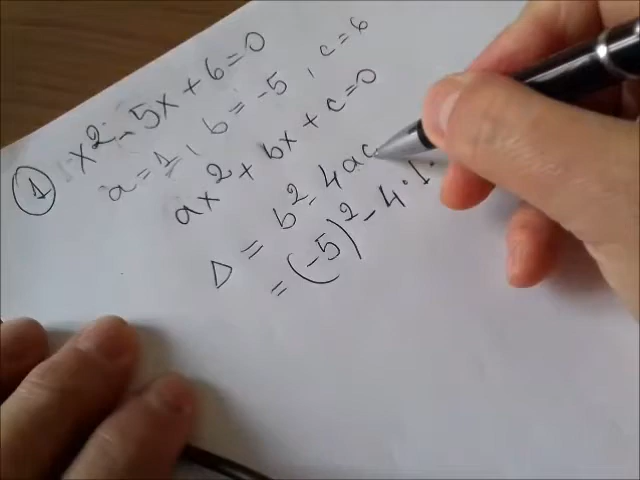 ① x² - 5x + 6 = 0
a = 1, b = -5, c = 6
ax² + bx + c = 0
Δ = b² - 4ac
= (-5)² - 4·1·